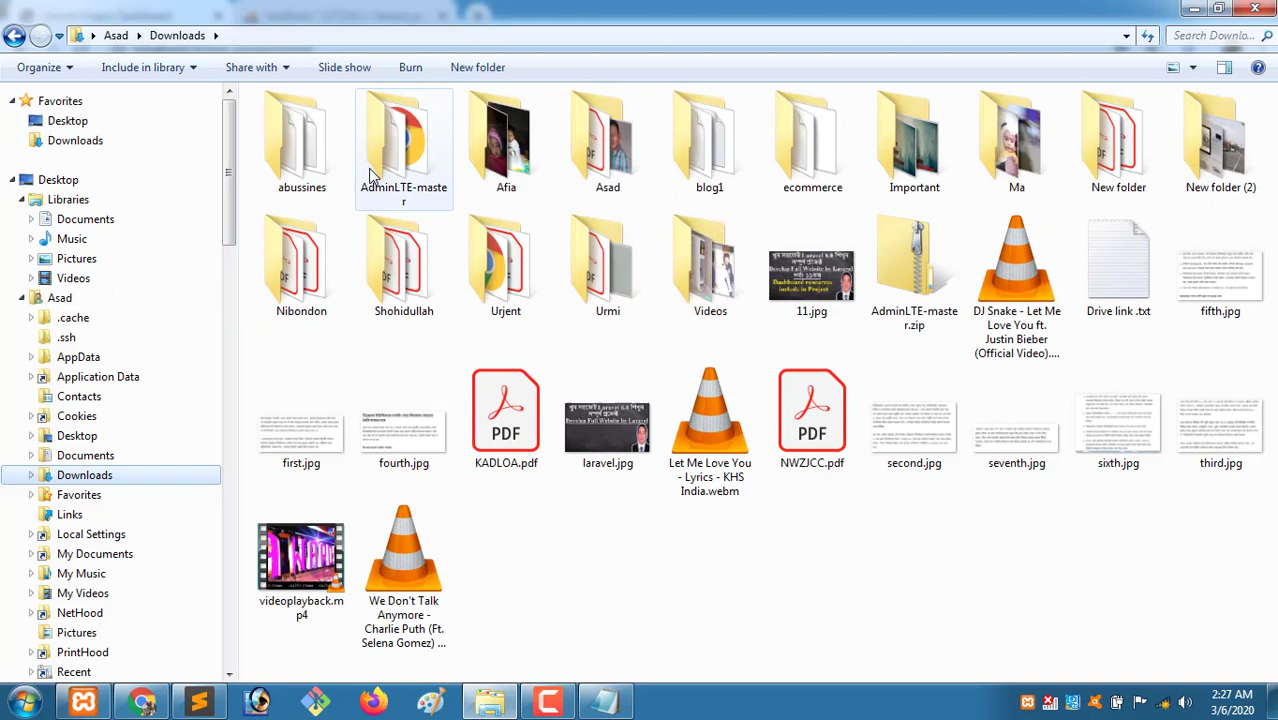 Asad Downloads
Search Downlo...
Organize Include in library Share with Slide show Burn New folder
Favorites
Desktop
Downloads
Desktop
Libraries
Documents
Music
Pictures
Videos
Asad
.cache
.ssh
AppData
Application Data
Contacts
Cookies
Desktop
Documents
Downloads
Favorites
Links
Local Settings
My Documents
My Music
My Videos
NetHood
Pictures
PrintHood
Recent
abussines
AdminLTE-maste
r
Afia
Asad
blog1
ecommerce
Important
Ma
New folder
New folder (2)
Nibondon
Shohidullah
Urjent
Urmi
Videos
11.jpg
AdminLTE-maste
r.zip
DJ Snake - Let Me
Love You ft.
Justin Bieber
(Official Video)....
Drive link .txt
fifth.jpg
first.jpg
fourth.jpg
PDF
KADLOA.pdf
laravel.jpg
Let Me Love You
- Lyrics - KHS
India.webm
PDF
NWZJCC.pdf
second.jpg
seventh.jpg
sixth.jpg
third.jpg
videoplayback.m
p4
We Don't Talk
Anymore -
Charlie Puth (Ft.
Selena Gomez) ...
2:27 AM
3/6/2020